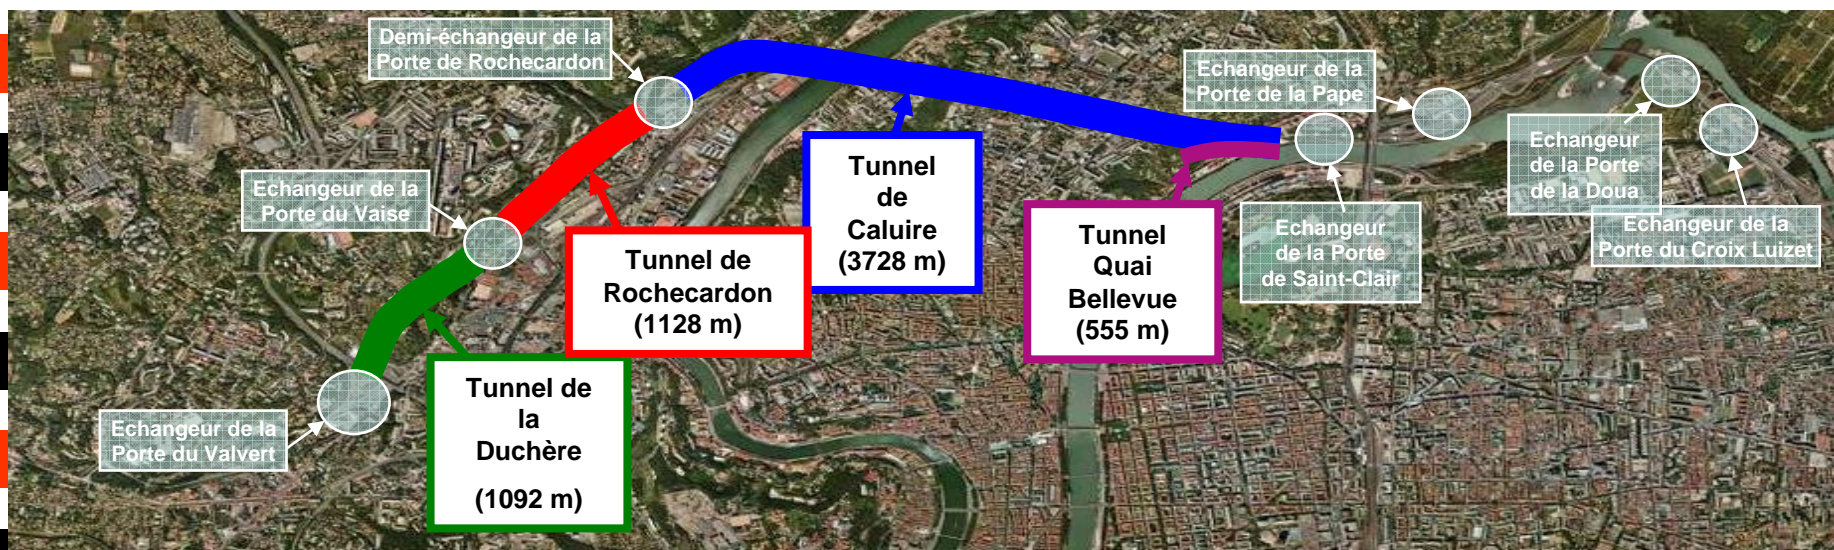 Demi-échangeur de la
Porte de Rochecardon
Echangeur de la
Porte du Vaise
Echangeur de la
Porte du Valvert
Tunnel de
la
Duchère
(1092 m)
Tunnel de
Rochecardon
(1128 m)
Tunnel
de
Caluire
(3728 m)
Tunnel
Quai
Bellevue
(555 m)
Echangeur de la
Porte de la Pape
Echangeur
de la Porte
de Saint-Clair
Echangeur
de la Porte
de la Doua
Echangeur de la
Porte du Croix Luizet